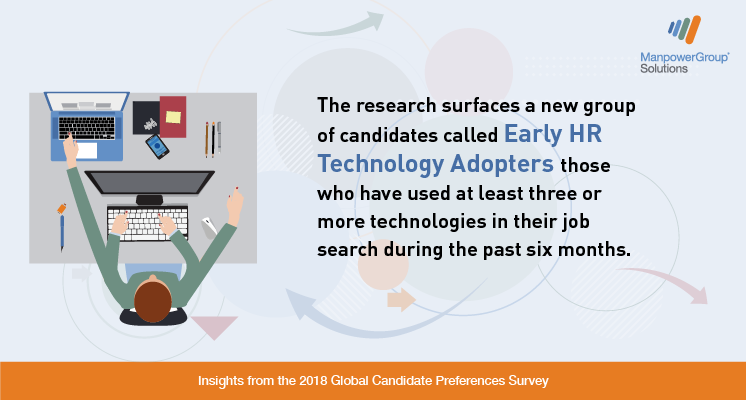 ManpowerGroup®
Solutions
The research surfaces a new group
of candidates called Early HR
Technology Adopters those
who have used at least three or
more technologies in their job
search during the past six months.
Insights from the 2018 Global Candidate Preferences Survey